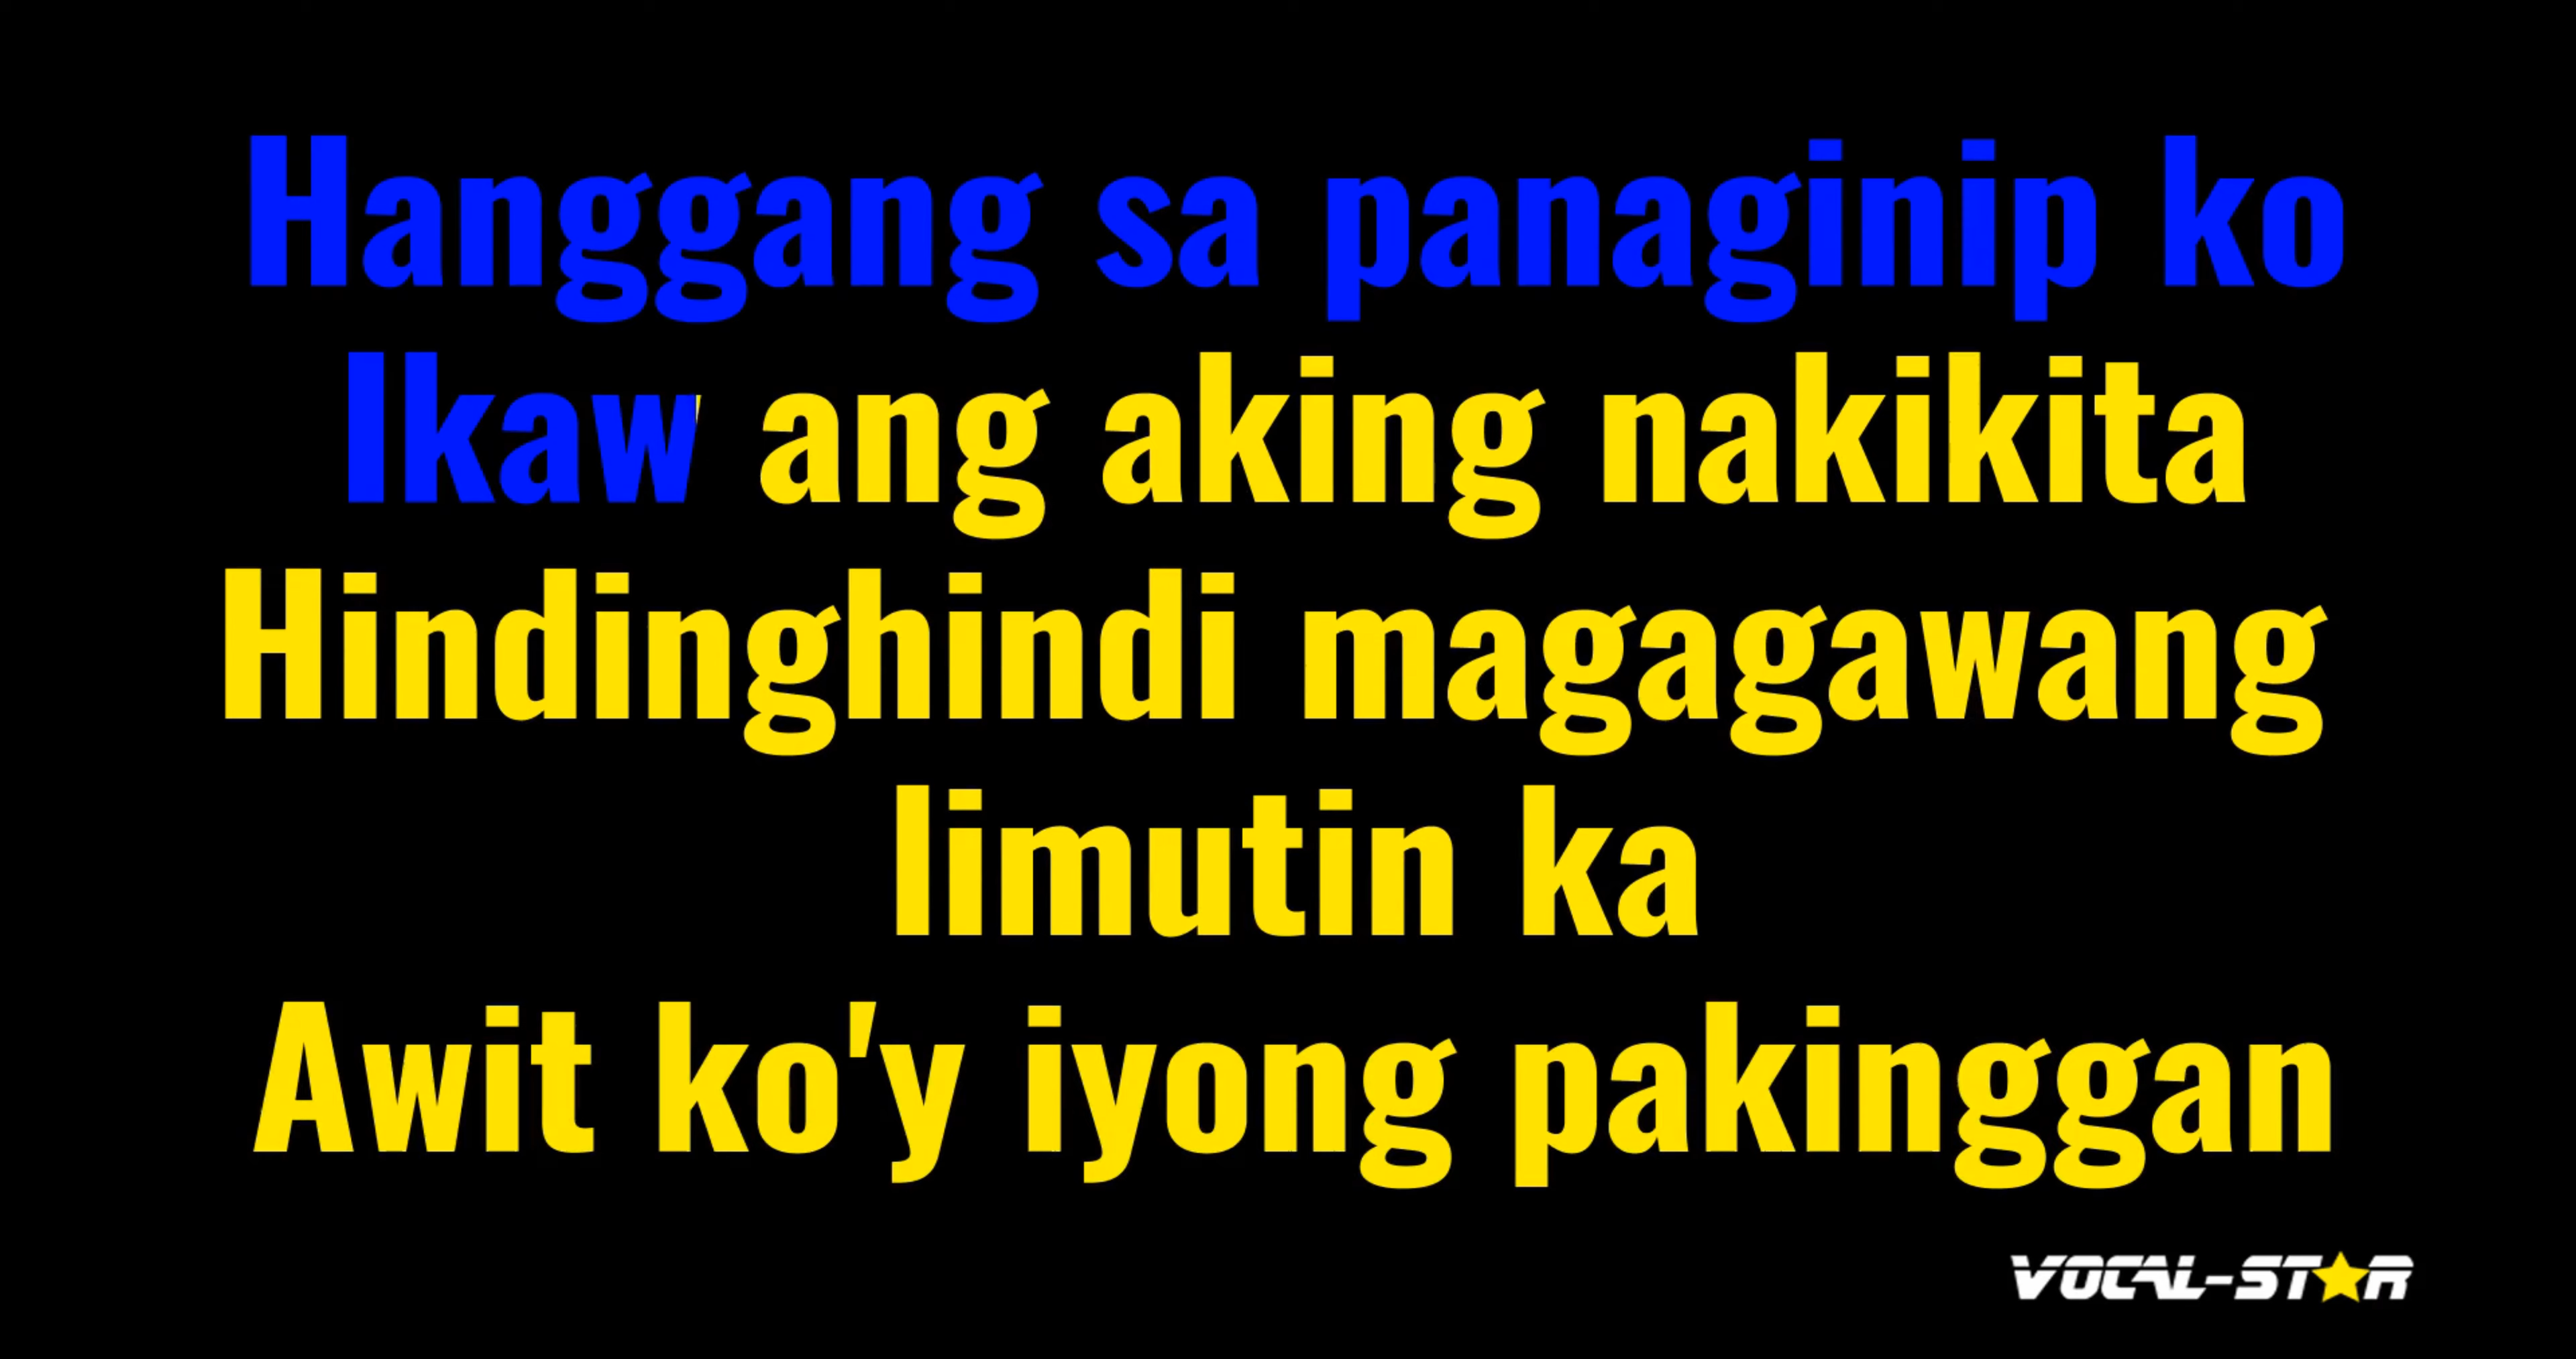 Hanggang sa panaginip ko
Ikaw ang aking nakikita
Hindinghindi magagawang
limutin ka
Awit ko'y iyong pakinggan
VOCAL-STAR